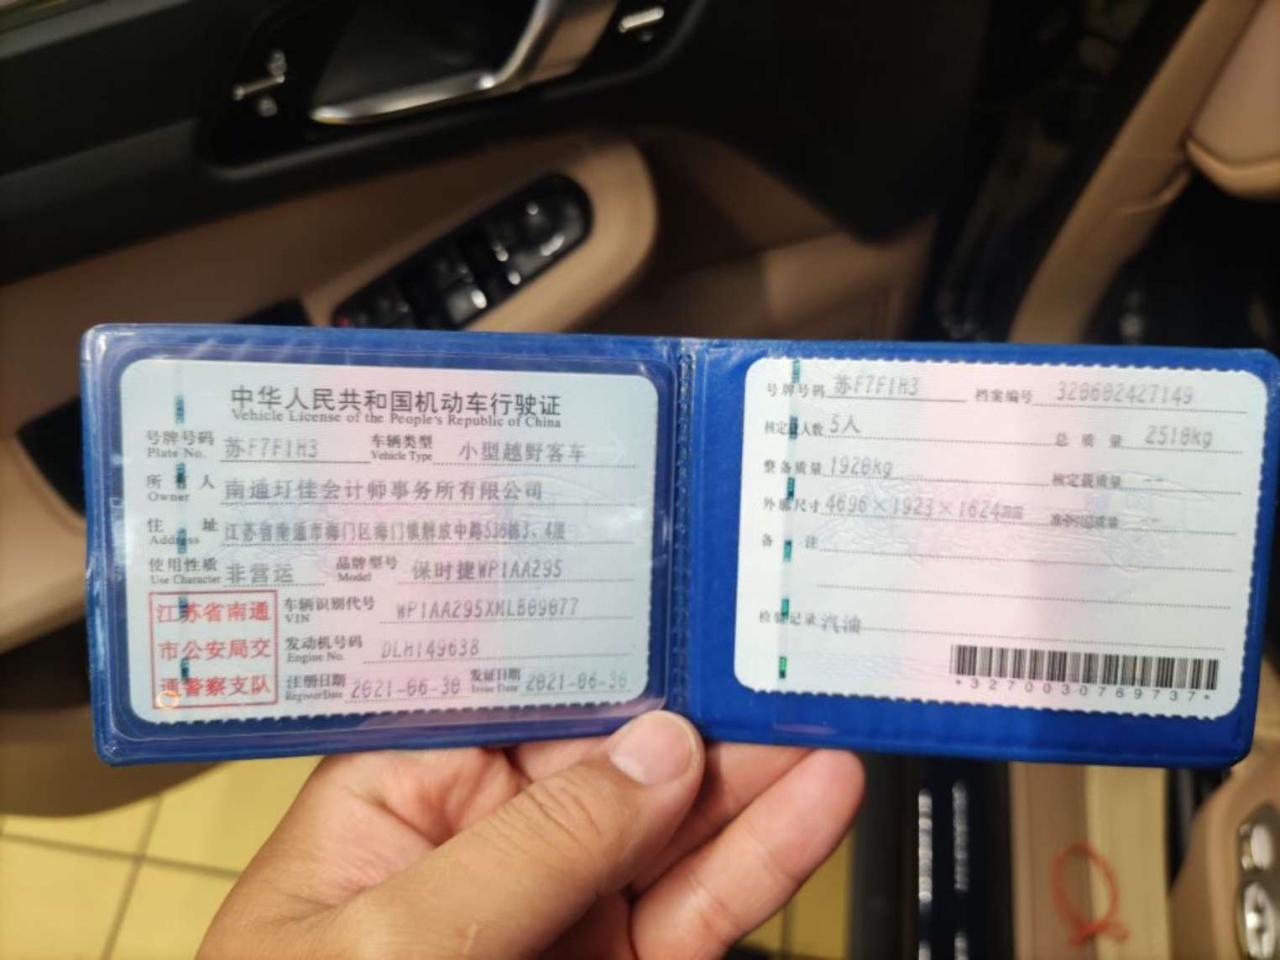 中华人民共和国机动车行驶证
Vehicle License of the People's Republic of China
号牌号码 苏F7F1H3 车辆类型 小型越野客车
Plate No. Vehicle Type
所有人 南通玎佳会计师事务所有限公司
Owner
住址 江苏省南通市海门区海门镇解放中路536栋3、4层
Address
使用性质 非营运 品牌型号 保时捷WP1AA295
Use Character Model
江苏省南通
市公安局交
通警察支队
车辆识别代号 WP1AA295XMLB09077
VIN
发动机号码 DLH149638
Engine No.
注册日期 2021-06-30 发证日期 2021-06-30
Register Date Issue Date
号牌号码 苏F7F1H3 档案编号 320602427149
核定载人数 5人 总质量 2510kg
整备质量 1920kg 核定载质量 --
外廓尺寸 4696×1923×1624mm 准牵引总质量 --
备注
检验记录 汽油
*3270030769737*